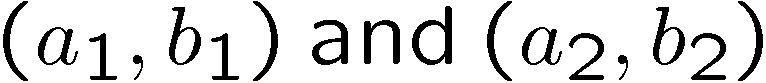 (a₁, b₁) and (a₂, b₂)